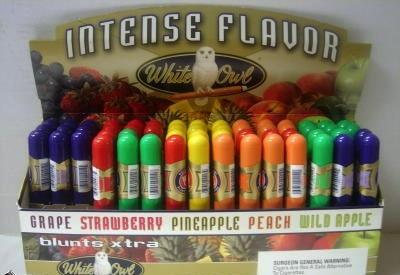 INTENSE FLAVOR
White Owl
GRAPE STRAWBERRY PINEAPPLE PEACH WILD APPLE
blunts xtra
White Owl
SURGEON GENERAL WARNING:
Cigars Are Not A Safe Alternative
To Cigarettes